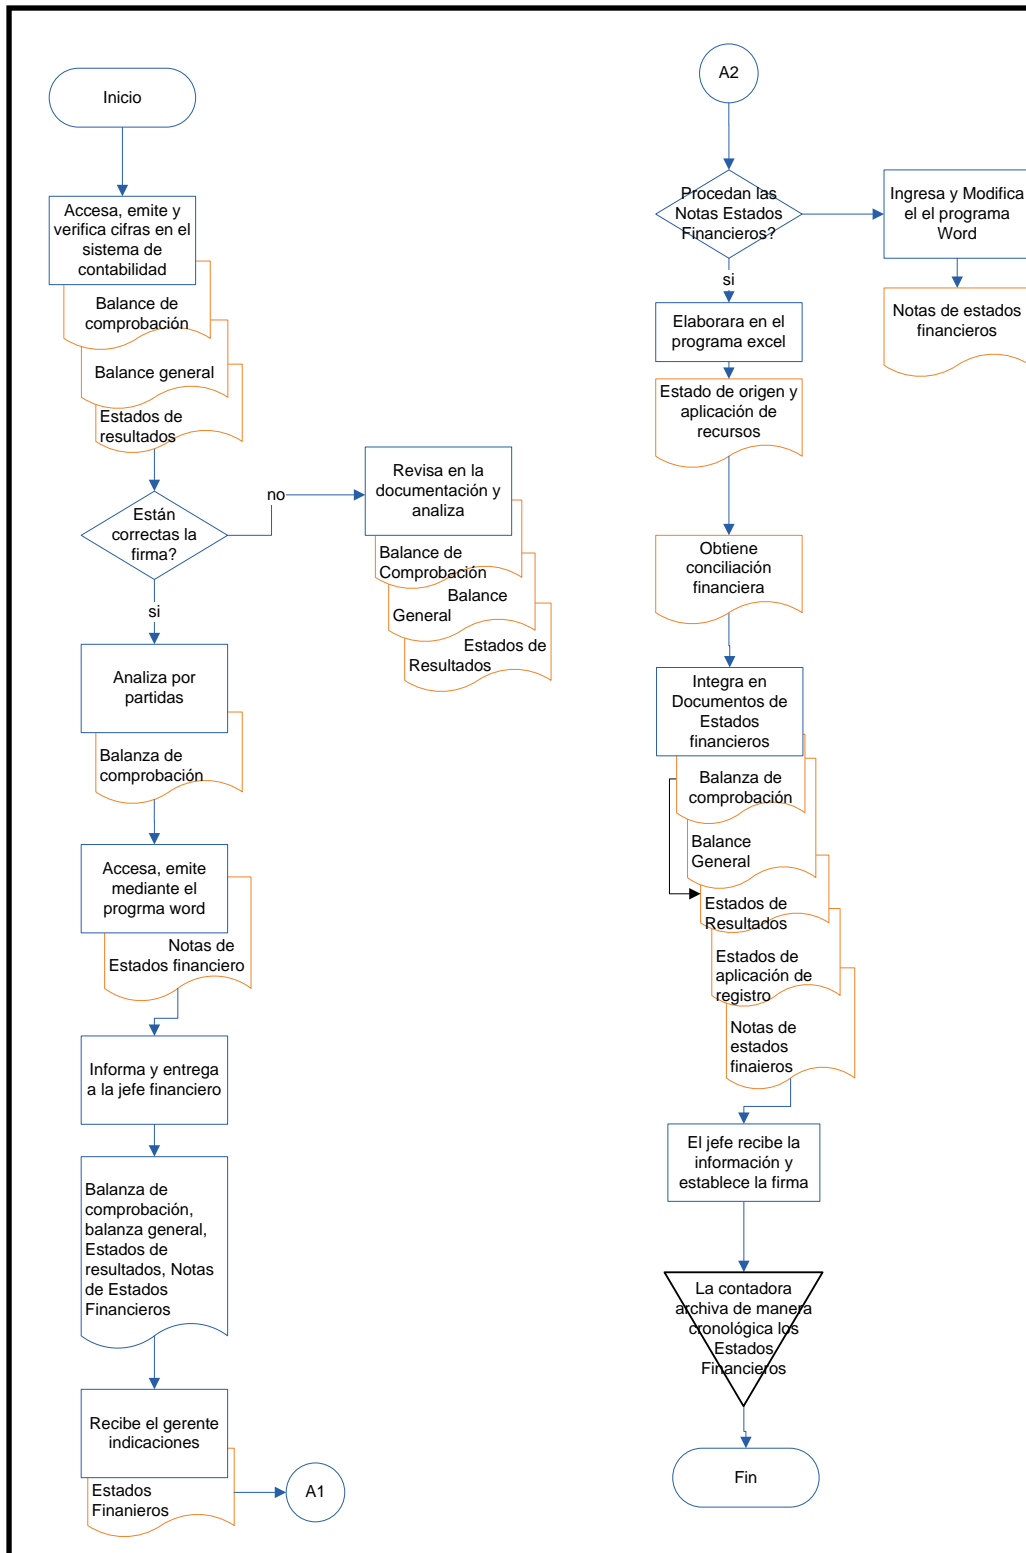 Inicio
Accesa, emite y
verifica cifras en el
sistema de
contabilidad
Balance de
comprobación
Balance general
Estados de
resultados
Están
correctas la
firma?
no
Revisa en la
documentación y
analiza
Balance de
Comprobación
Balance
General
Estados de
Resultados
si
Analiza por
partidas
Balanza de
comprobación
Accesa, emite
mediante el
progrma word
Notas de
Estados financiero
Informa y entrega
a la jefe financiero
Balanza de
comprobación,
balanza general,
Estados de
resultados, Notas
de Estados
Financieros
Recibe el gerente
indicaciones
Estados
Finanieros
A1
A2
Procedan las
Notas Estados
Financieros?
Ingresa y Modifica
el el programa
Word
Notas de estados
financieros
si
Elaborara en el
programa excel
Estado de origen y
aplicación de
recursos
Obtiene
conciliación
financiera
Integra en
Documentos de
Estados
financieros
Balanza de
comprobación
Balance
General
Estados de
Resultados
Estados de
aplicación de
registro
Notas de
estados
finaieros
El jefe recibe la
información y
establece la firma
La contadora
archiva de manera
cronológica los
Estados
Financieros
Fin